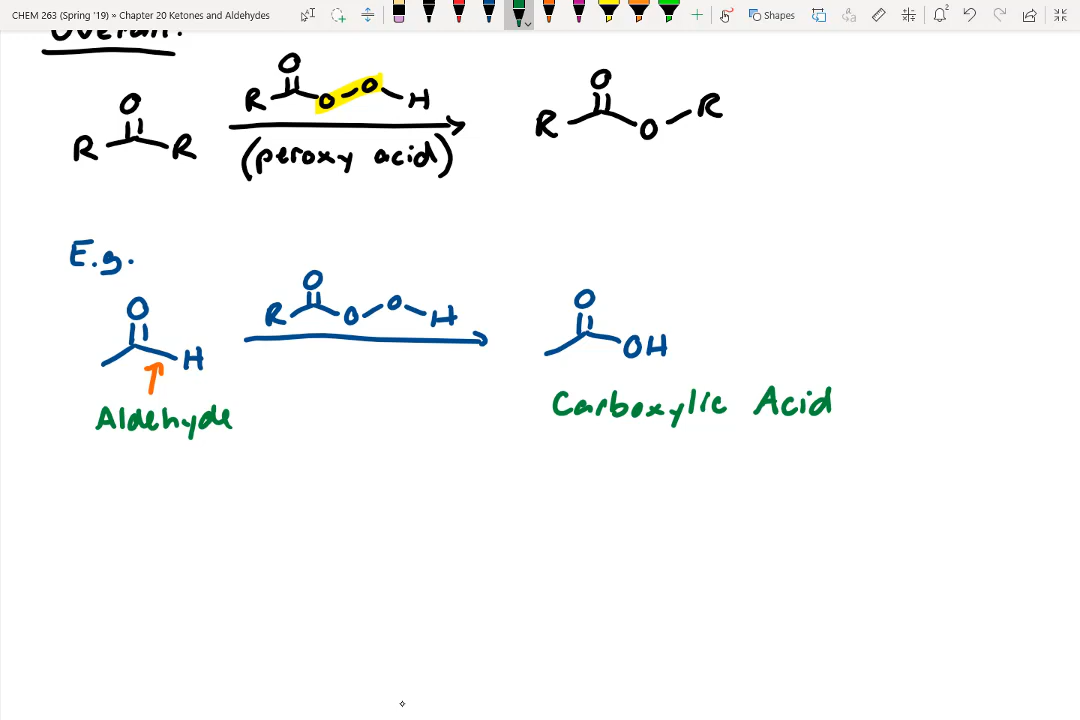 CHEM 263 (Spring '19) » Chapter 20 Ketones and Aldehydes
Shapes
Overall:
O
R O O H
O
R R
(peroxy acid)
O
R O R
E.g.
O
H
O
R O O H
O
OH
Aldehyde
Carboxylic Acid